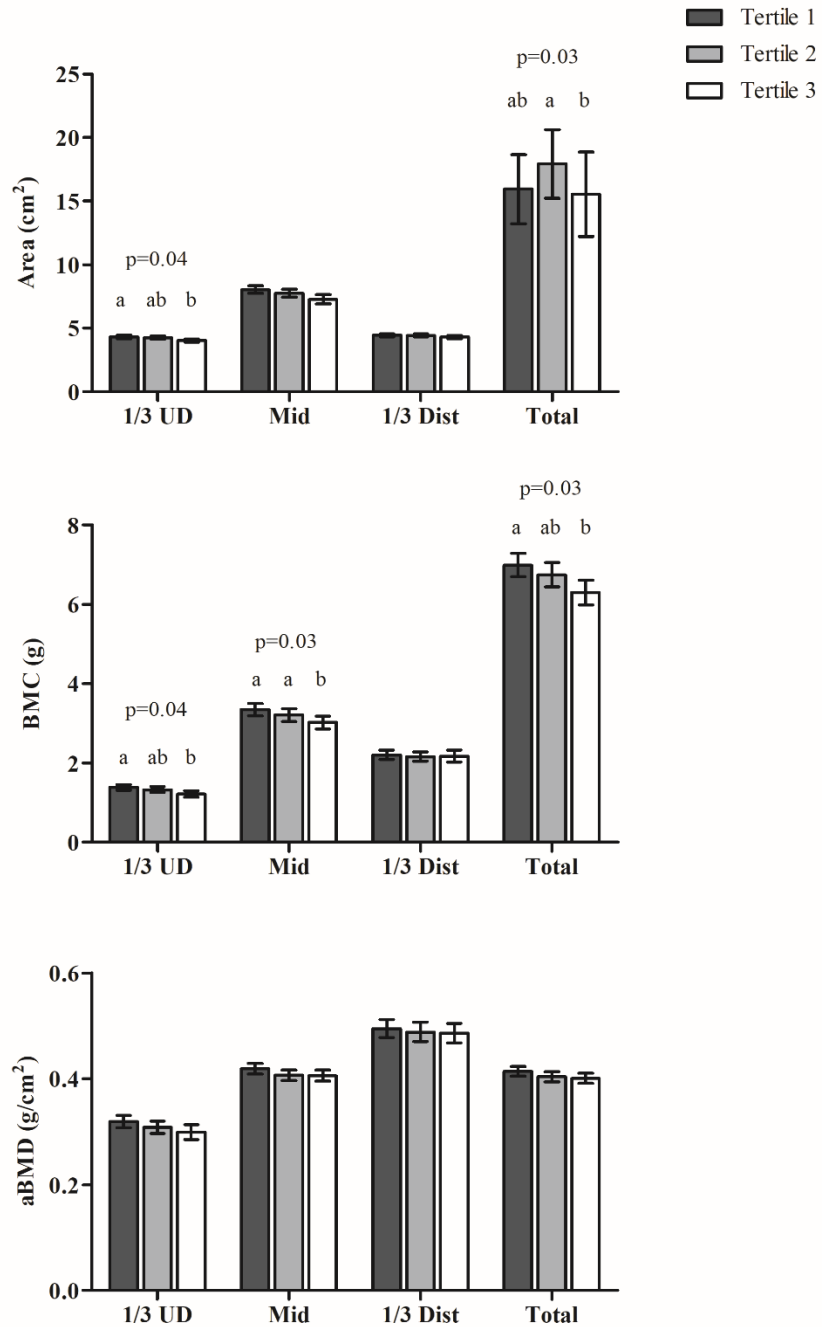 Tertile 1
Tertile 2
Tertile 3
Area (cm²)
25
20
15
10
5
0
p=0.04
a ab b
p=0.03
ab a b
1/3 UD Mid 1/3 Dist Total
BMC (g)
8
6
4
2
0
p=0.04
a ab b
p=0.03
a a b
p=0.03
a ab b
1/3 UD Mid 1/3 Dist Total
aBMD (g/cm²)
0.6
0.4
0.2
0.0
1/3 UD Mid 1/3 Dist Total